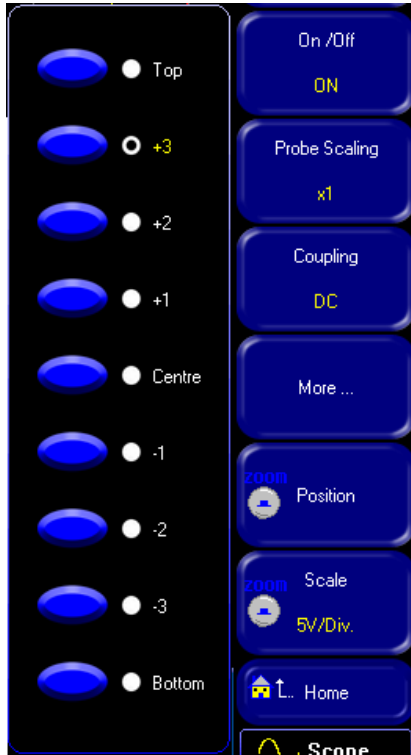 Top
+3
+2
+1
Centre
-1
-2
-3
Bottom
On /Off
ON
Probe Scaling
x1
Coupling
DC
More ...
zoom
Position
zoom
Scale
5V/Div.
Home
Scope